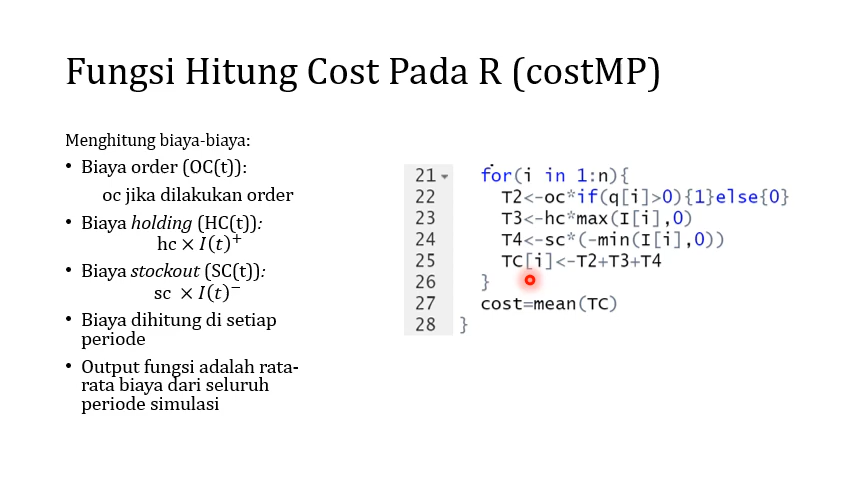 Fungsi Hitung Cost Pada R (costMP)
Menghitung biaya-biaya:
• Biaya order (OC(t)):
oc jika dilakukan order
• Biaya holding (HC(t)):
hc × I(t)⁺
• Biaya stockout (SC(t)):
sc × I(t)⁻
• Biaya dihitung di setiap
periode
• Output fungsi adalah rata-
rata biaya dari seluruh
periode simulasi
21 for(i in 1:n){
22 T2<-oc*if(q[i]>0){1}else{0}
23 T3<-hc*max(I[i],0)
24 T4<-sc*(-min(I[i],0))
25 TC[i]<-T2+T3+T4
26 }
27 cost=mean(TC)
28 }